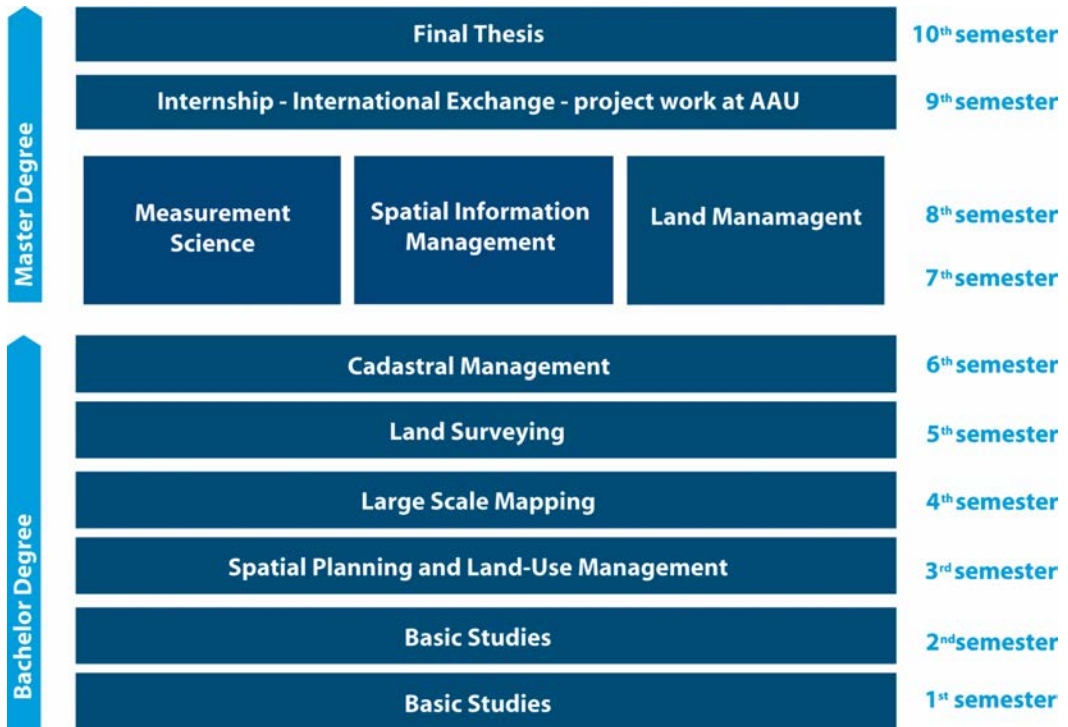 Master Degree
Final Thesis
10th semester
Internship - International Exchange - project work at AAU
9th semester
Measurement
Science
Spatial Information
Management
Land Manamagent
8th semester
7th semester
Bachelor Degree
Cadastral Management
6th semester
Land Surveying
5th semester
Large Scale Mapping
4th semester
Spatial Planning and Land-Use Management
3rd semester
Basic Studies
2nd semester
Basic Studies
1st semester